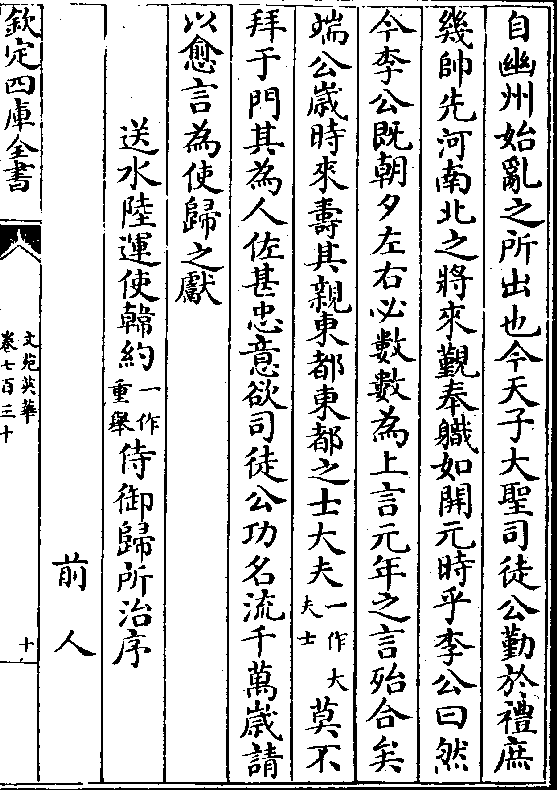 自幽州始亂之所出也今天子大聖司徒公勤於禮庶
幾帥先河南北之將來覲奉職如開元時乎李公曰然
今李公既朝夕左右必數數為上言元年之言殆合矣
端公嵗時來壽其親東都東都之士大夫一作大夫士莫不
拜于門其為人佐甚忠意欲司徒公功名流千萬嵗請
以愈言為使歸之獻
送水陸運使韓約一作重舉侍御歸所治序
前人
欽定四庫全書
文苑英華
卷七百三十
十